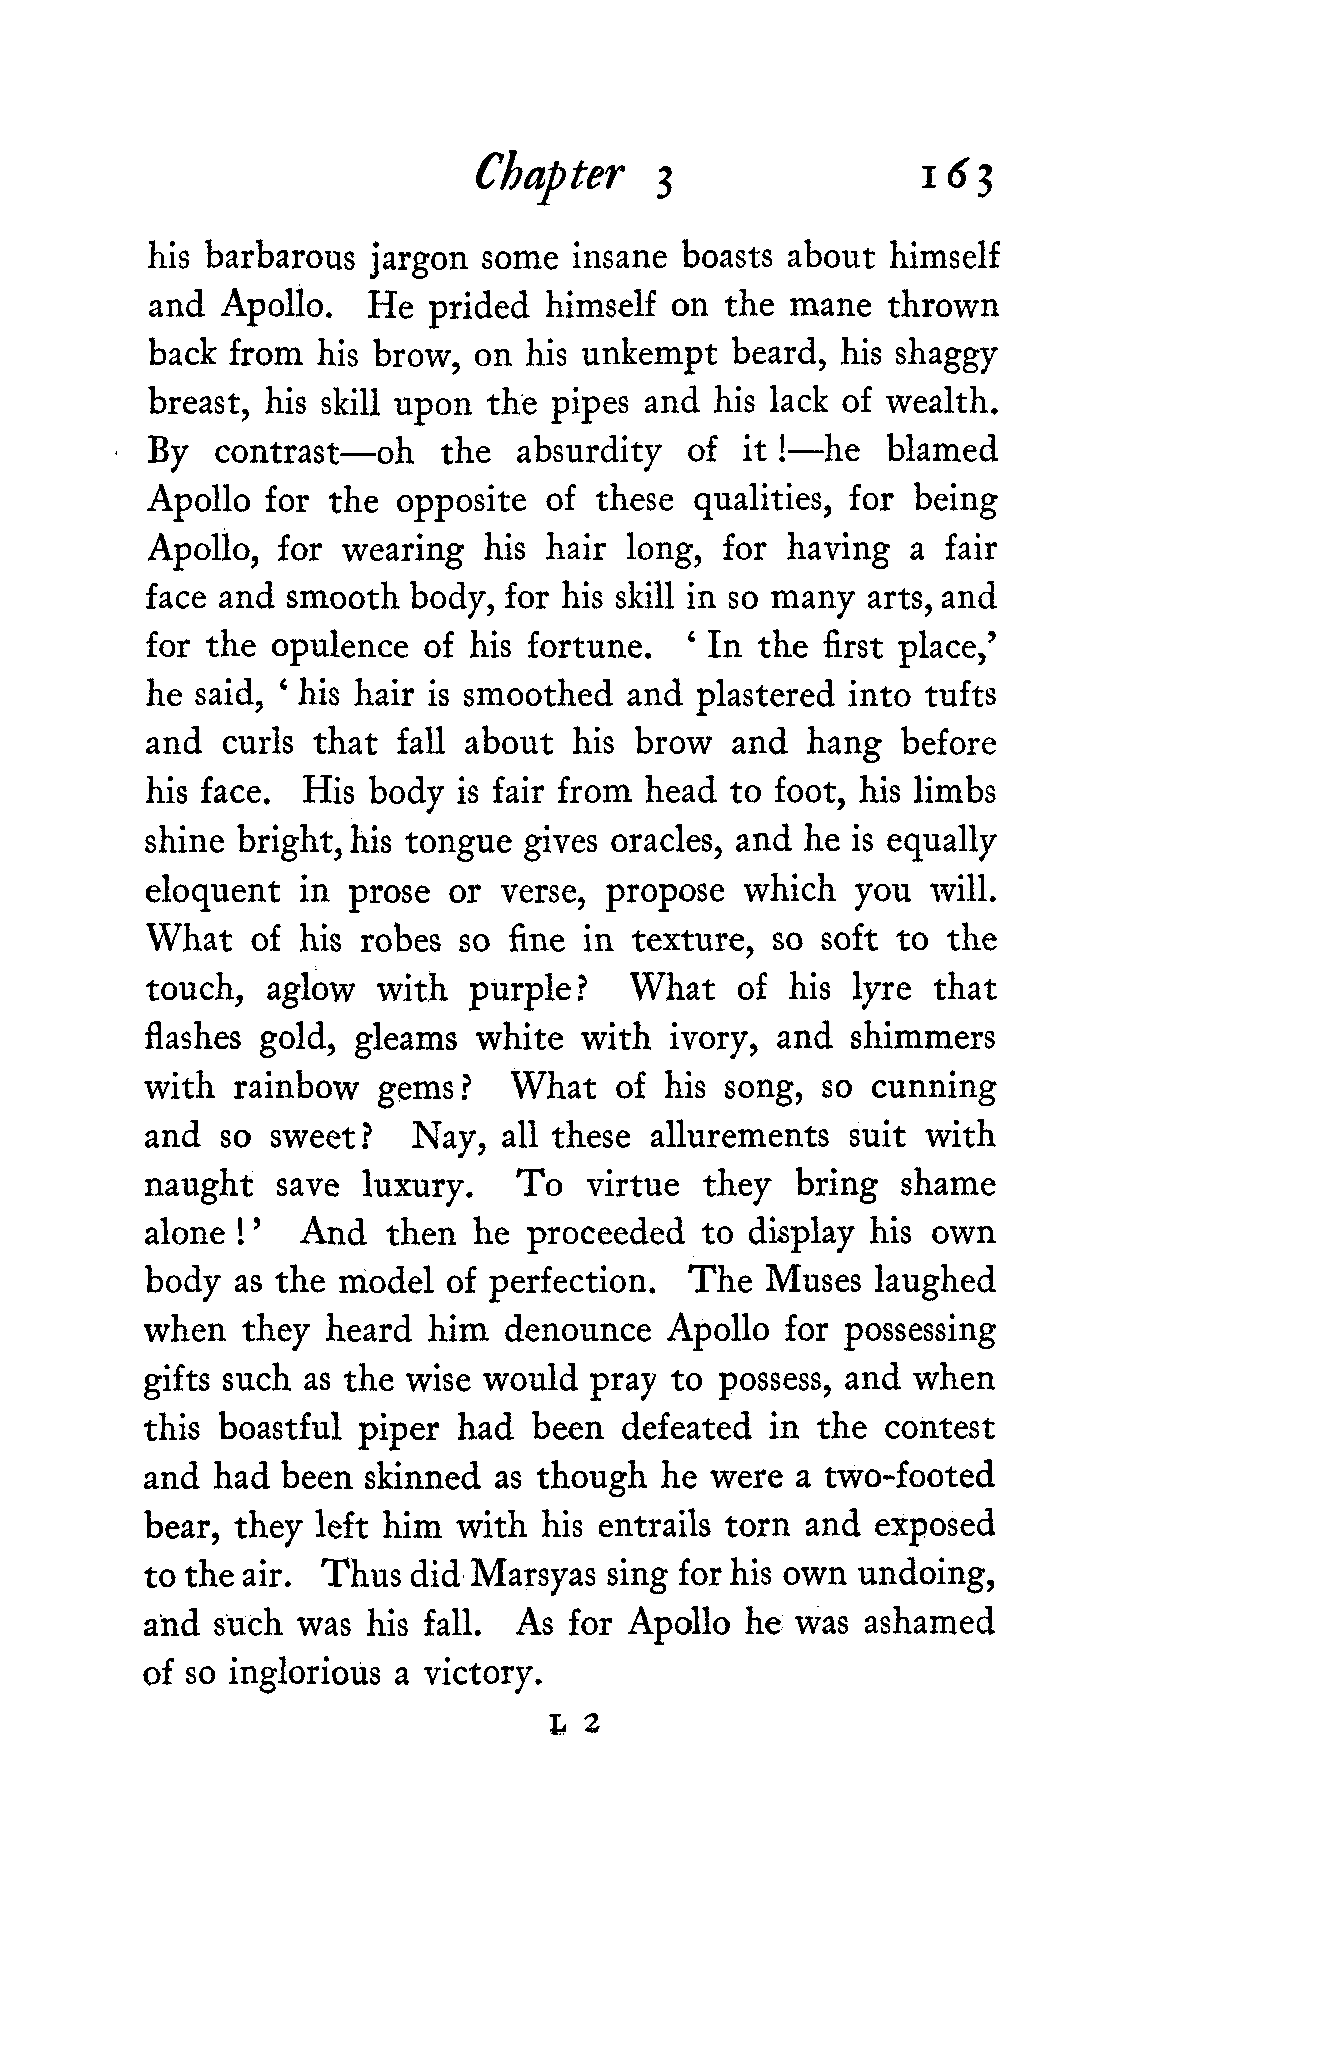 Chapter 3 163
his barbarous jargon some insane boasts about himself
and Apollo. He prided himself on the mane thrown
back from his brow, on his unkempt beard, his shaggy
breast, his skill upon the pipes and his lack of wealth.
By contrast—oh the absurdity of it !—he blamed
Apollo for the opposite of these qualities, for being
Apollo, for wearing his hair long, for having a fair
face and smooth body, for his skill in so many arts, and
for the opulence of his fortune. ‘ In the first place,’
he said, ‘ his hair is smoothed and plastered into tufts
and curls that fall about his brow and hang before
his face. His body is fair from head to foot, his limbs
shine bright, his tongue gives oracles, and he is equally
eloquent in prose or verse, propose which you will.
What of his robes so fine in texture, so soft to the
touch, aglow with purple? What of his lyre that
flashes gold, gleams white with ivory, and shimmers
with rainbow gems? What of his song, so cunning
and so sweet? Nay, all these allurements suit with
naught save luxury. To virtue they bring shame
alone ! ’ And then he proceeded to display his own
body as the model of perfection. The Muses laughed
when they heard him denounce Apollo for possessing
gifts such as the wise would pray to possess, and when
this boastful piper had been defeated in the contest
and had been skinned as though he were a two-footed
bear, they left him with his entrails torn and exposed
to the air. Thus did Marsyas sing for his own undoing,
and such was his fall. As for Apollo he was ashamed
of so inglorious a victory.
L 2